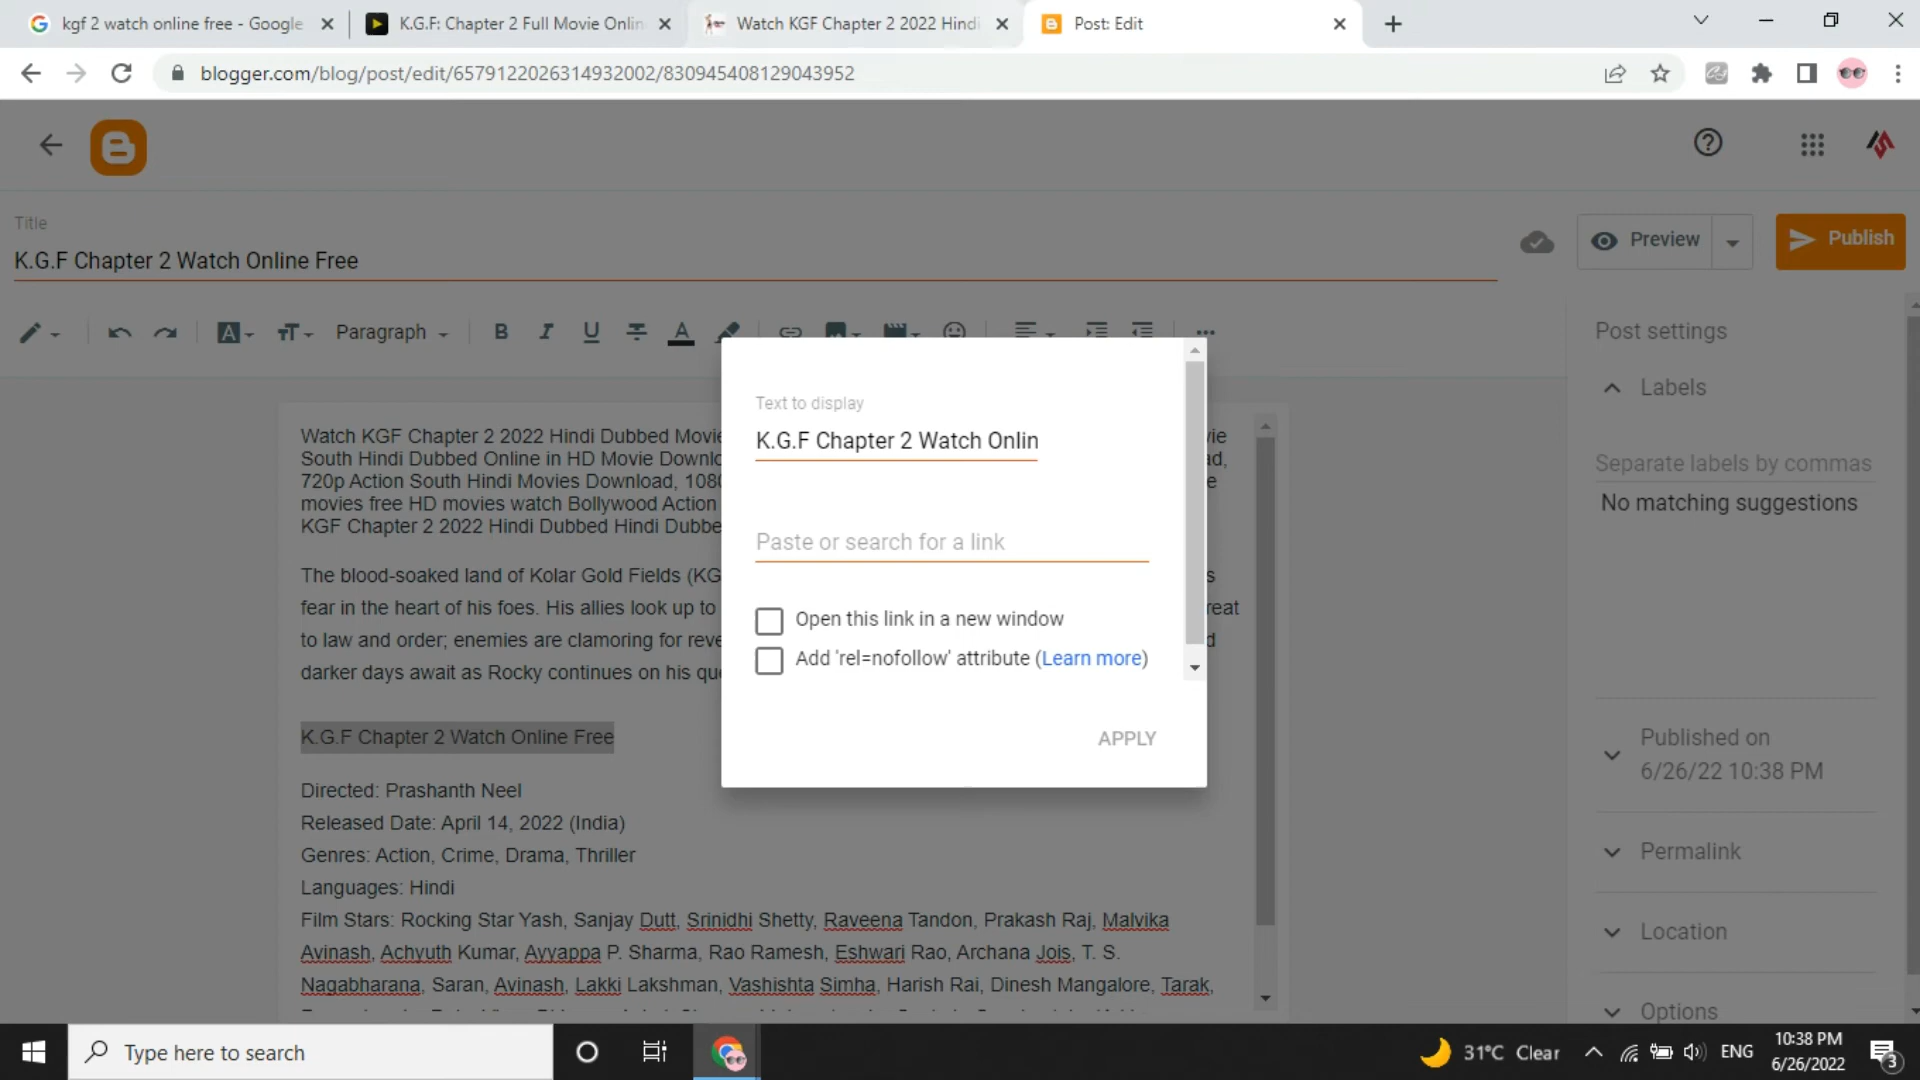 kgf 2 watch online free - Google
K.G.F: Chapter 2 Full Movie Onlin
Watch KGF Chapter 2 2022 Hindi
Post: Edit
blogger.com/blog/post/edit/6579122026314932002/830945408129043952
Title
K.G.F Chapter 2 Watch Online Free
Preview
Publish
Paragraph
Post settings
Labels
Separate labels by commas
No matching suggestions
Published on
6/26/22 10:38 PM
Permalink
Location
Options
Text to display
K.G.F Chapter 2 Watch Onlin
Paste or search for a link
Open this link in a new window
Add 'rel=nofollow' attribute (Learn more)
APPLY
Watch KGF Chapter 2 2022 Hindi Dubbed
South Hindi Dubbed Online in HD Movie
720p Action South Hindi Movies Download,
movies free HD movies watch Bollywood Action
KGF Chapter 2 2022 Hindi Dubbed Hindi
The blood-soaked land of Kolar Gold Fields
fear in the heart of his foes. His allies look up to
to law and order; enemies are clamoring for
darker days await as Rocky continues on his
K.G.F Chapter 2 Watch Online Free
Directed: Prashanth Neel
Released Date: April 14, 2022 (India)
Genres: Action, Crime, Drama, Thriller
Languages: Hindi
Film Stars: Rocking Star Yash, Sanjay Dutt, Srinidhi Shetty, Raveena Tandon, Prakash Raj, Malvika
Avinash, Achyuth Kumar, Ayyappa P. Sharma, Rao Ramesh, Eshwari Rao, Archana Jois, T. S.
Nagabharana, Saran, Avinash, Lakki Lakshman, Vashishta Simha, Harish Rai, Dinesh Mangalore, Tarak,
Type here to search
31°C Clear
ENG
10:38 PM
6/26/2022
3